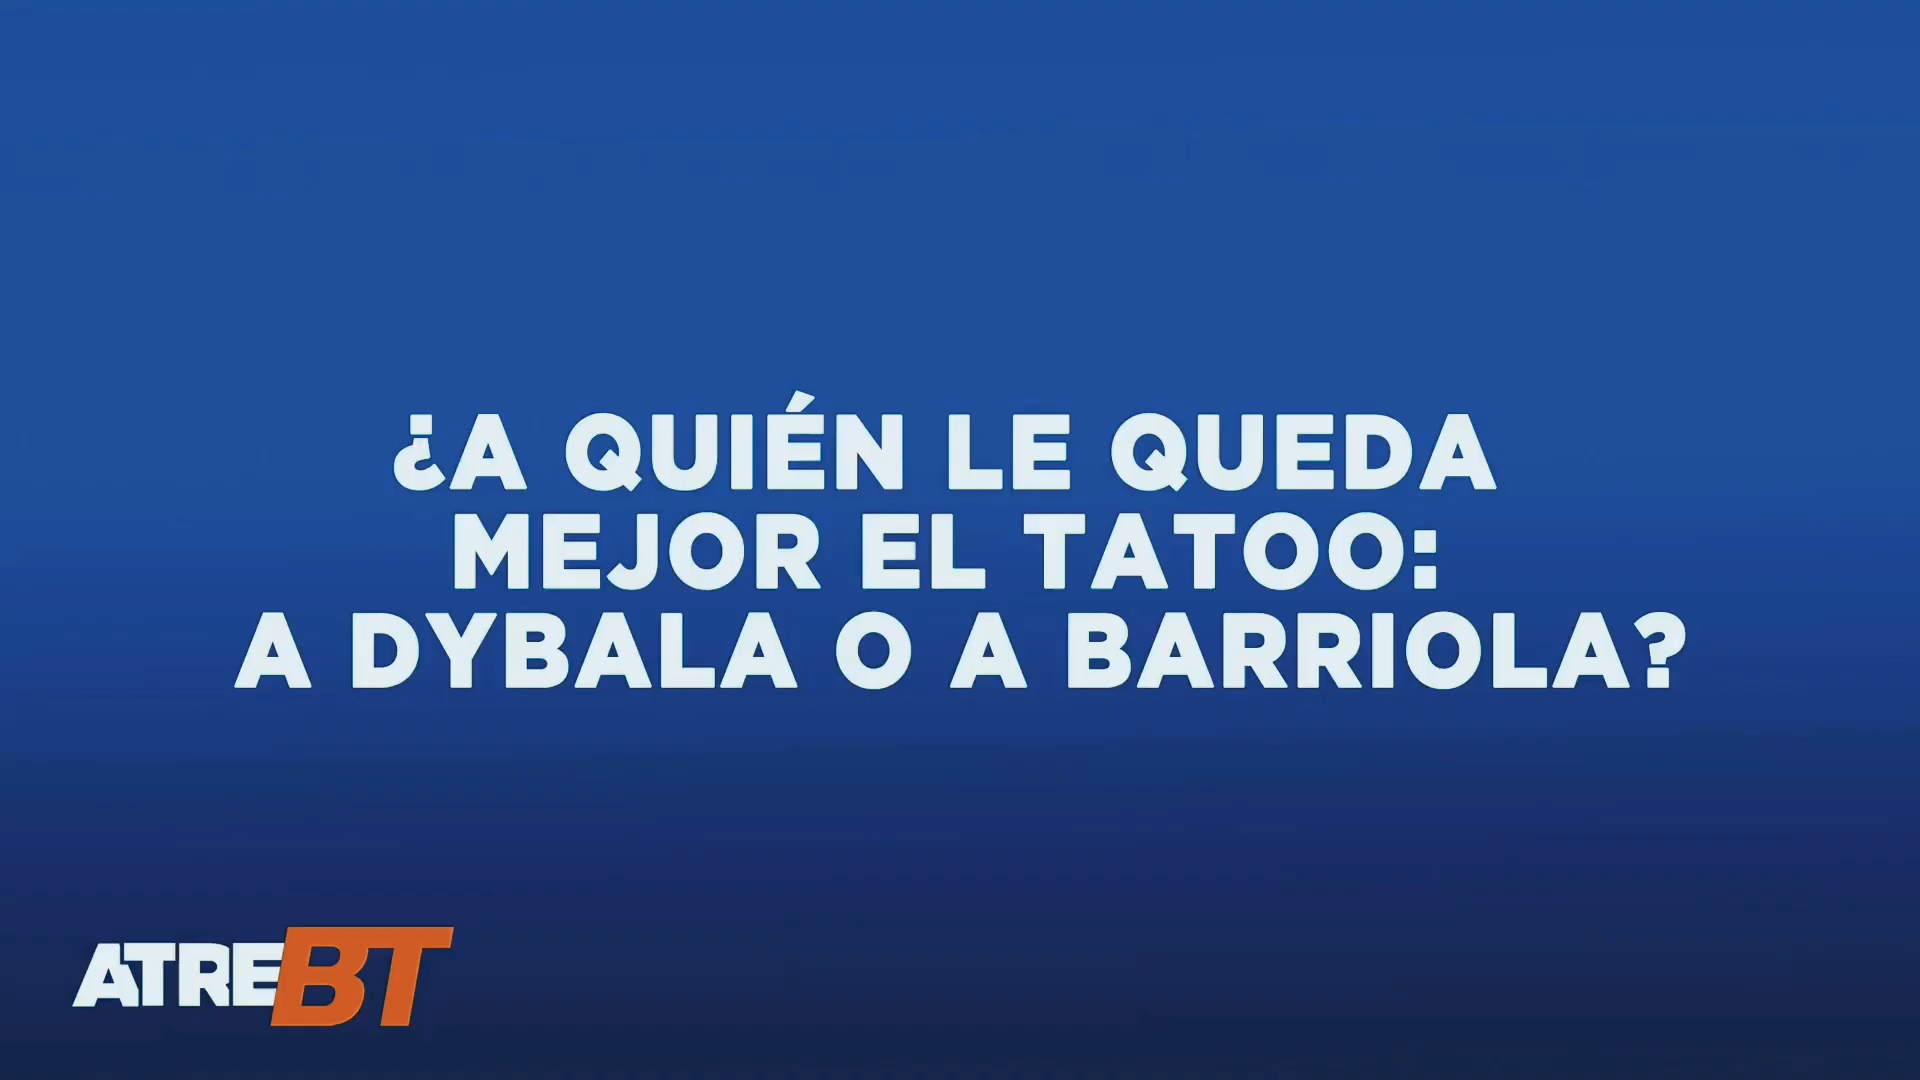 ¿A QUIÉN LE QUEDA
MEJOR EL TATOO:
A DYBALA O A BARRIOLA?
ATREBT